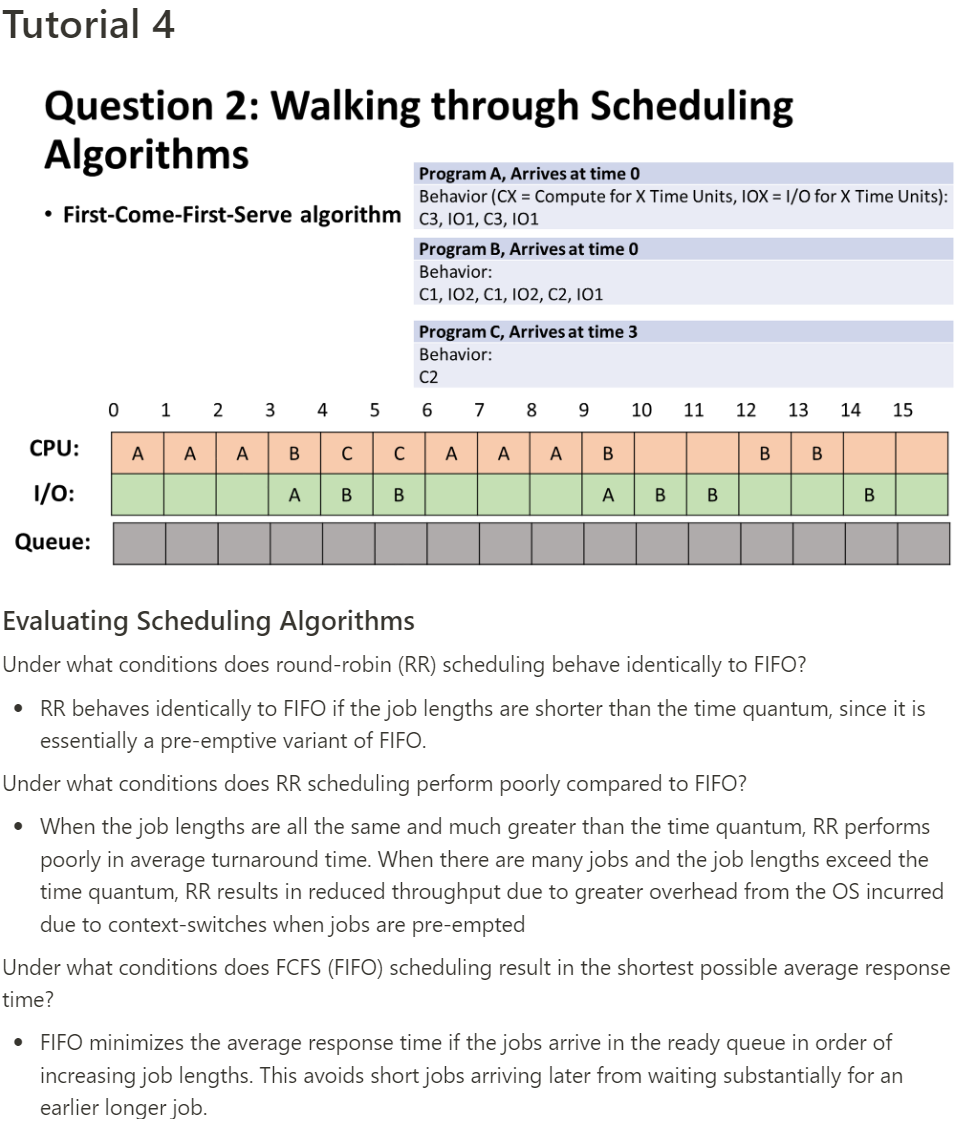 Tutorial 4
Question 2: Walking through Scheduling
Algorithms
• First-Come-First-Serve algorithm
Program A, Arrives at time 0
Behavior (CX = Compute for X Time Units, IOX = I/O for X Time Units):
C3, IO1, C3, IO1
Program B, Arrives at time 0
Behavior:
C1, IO2, C1, IO2, C2, IO1
Program C, Arrives at time 3
Behavior:
C2
0 1 2 3 4 5 6 7 8 9 10 11 12 13 14 15
CPU: A A A B C C A A A B B B
I/O: A B B A B B B
Queue:
Evaluating Scheduling Algorithms
Under what conditions does round-robin (RR) scheduling behave identically to FIFO?
• RR behaves identically to FIFO if the job lengths are shorter than the time quantum, since it is
essentially a pre-emptive variant of FIFO.
Under what conditions does RR scheduling perform poorly compared to FIFO?
• When the job lengths are all the same and much greater than the time quantum, RR performs
poorly in average turnaround time. When there are many jobs and the job lengths exceed the
time quantum, RR results in reduced throughput due to greater overhead from the OS incurred
due to context-switches when jobs are pre-empted
Under what conditions does FCFS (FIFO) scheduling result in the shortest possible average response
time?
• FIFO minimizes the average response time if the jobs arrive in the ready queue in order of
increasing job lengths. This avoids short jobs arriving later from waiting substantially for an
earlier longer job.